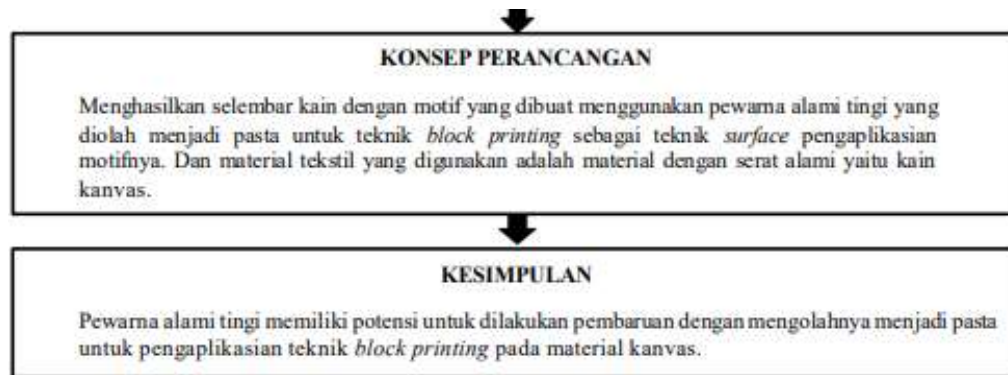 KONSEP PERANCANGAN
Menghasilkan selembar kain dengan motif yang dibuat menggunakan pewarna alami tingi yang
diolah menjadi pasta untuk teknik block printing sebagai teknik surface pengaplikasian
motifnya. Dan material tekstil yang digunakan adalah material dengan serat alami yaitu kain
kanvas.
KESIMPULAN
Pewarna alami tingi memiliki potensi untuk dilakukan pembaruan dengan mengolahnya menjadi pasta
untuk pengaplikasian teknik block printing pada material kanvas.